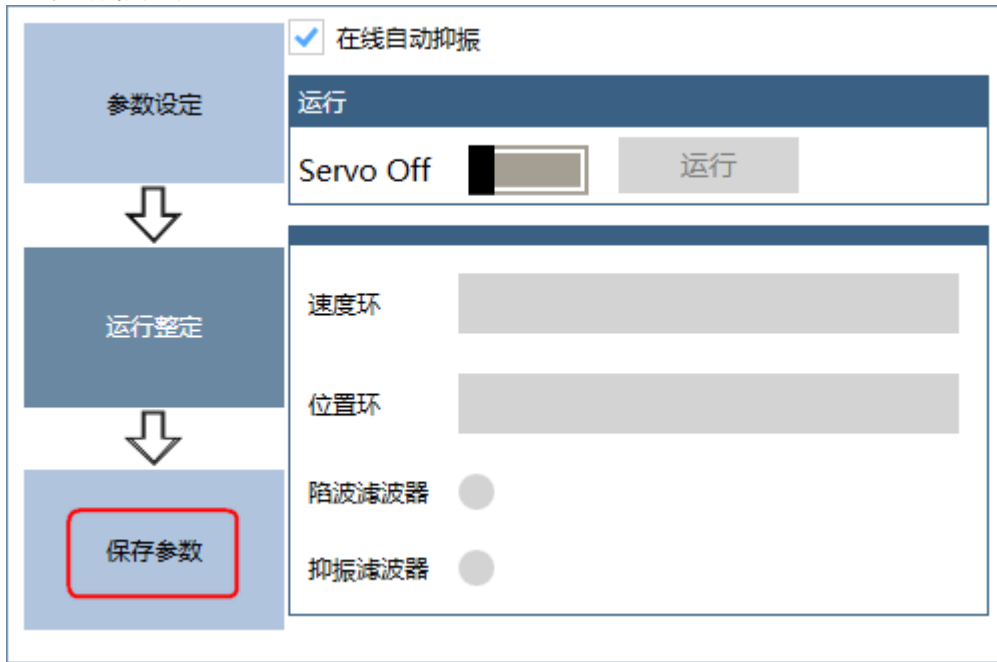 在线自动抑振
参数设定
运行
Servo Off
运行
运行整定
速度环
位置环
陷波滤波器
保存参数
抑振滤波器